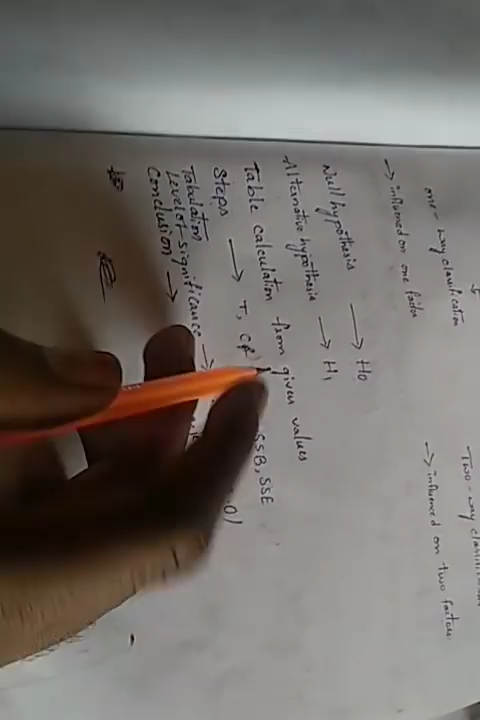 one-way classification
Two-way classification
→ influenced on one factor
→ influenced on two factors
Null hypothesis → H0
Alternative hypothesis → H1
Table calculation from given values
Steps → T, CF, SSB, SSE
Tabulation
Level of significance →
Conclusion →